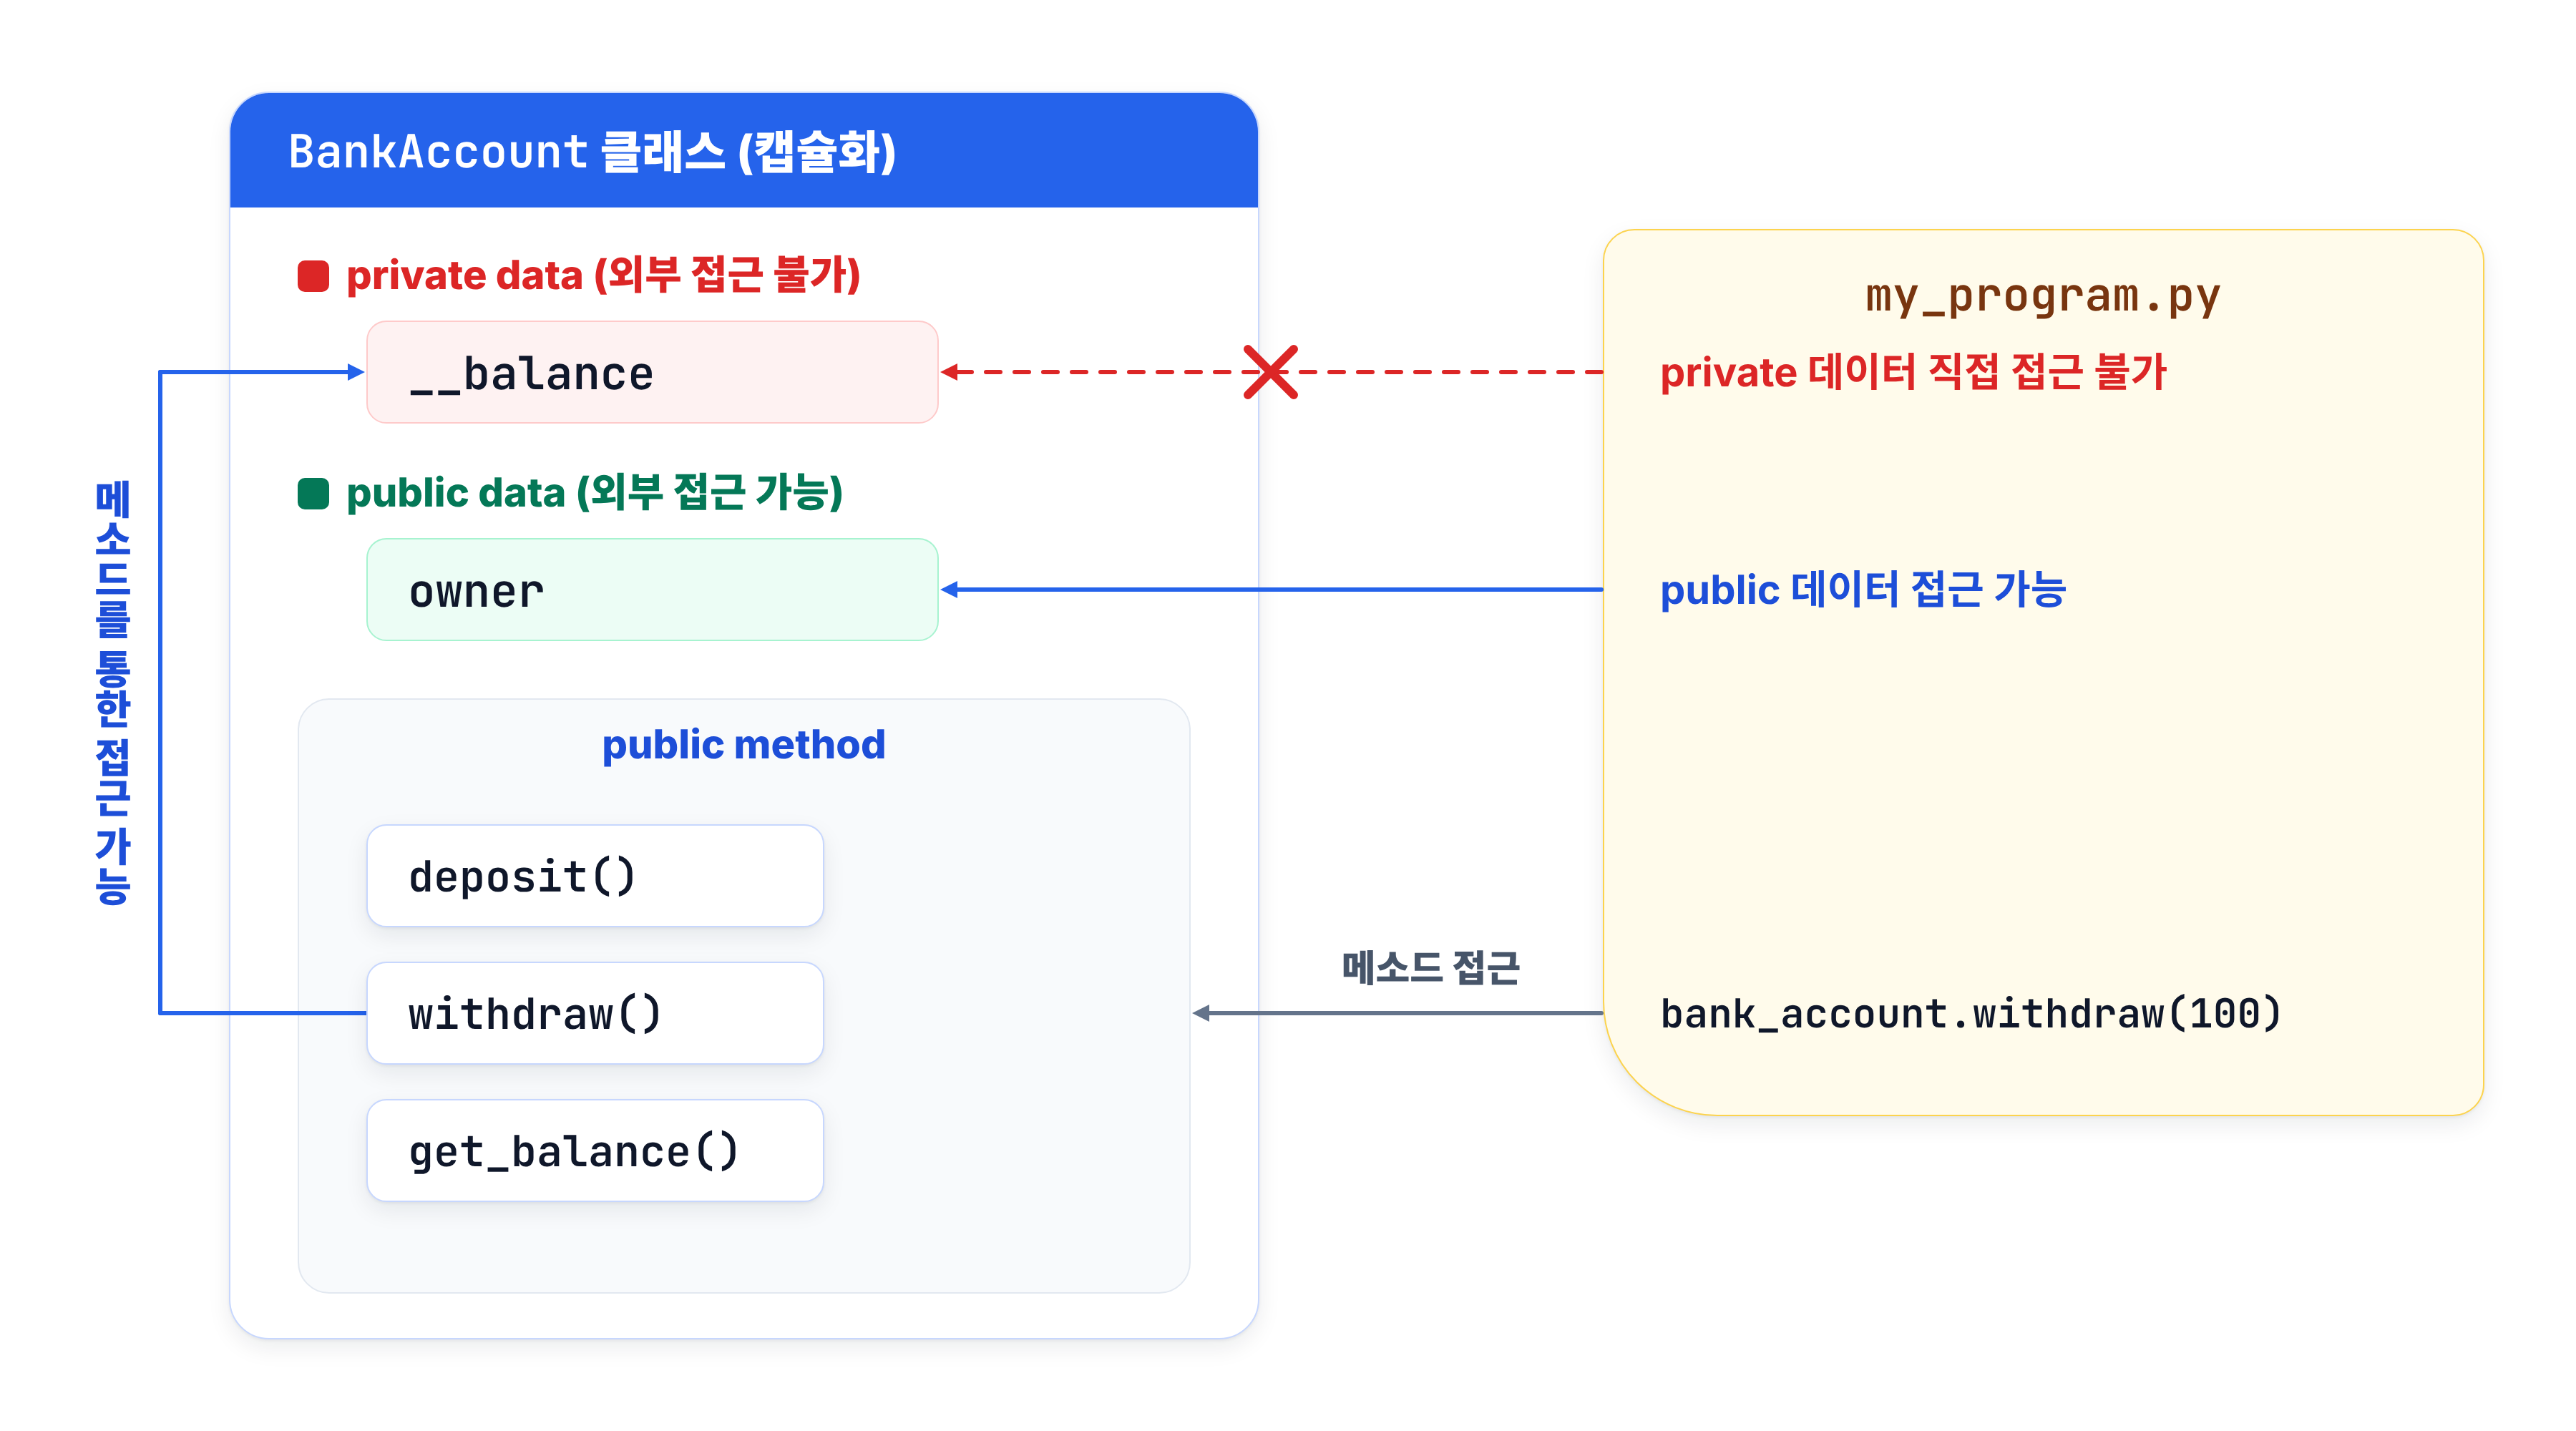 BankAccount 클래스 (캡슐화)
private data (외부 접근 불가)
__balance
public data (외부 접근 가능)
owner
public method
deposit()
withdraw()
get_balance()
메소드를 통한 접근 가능
메소드 접근
my_program.py
private 데이터 직접 접근 불가
public 데이터 접근 가능
bank_account.withdraw(100)